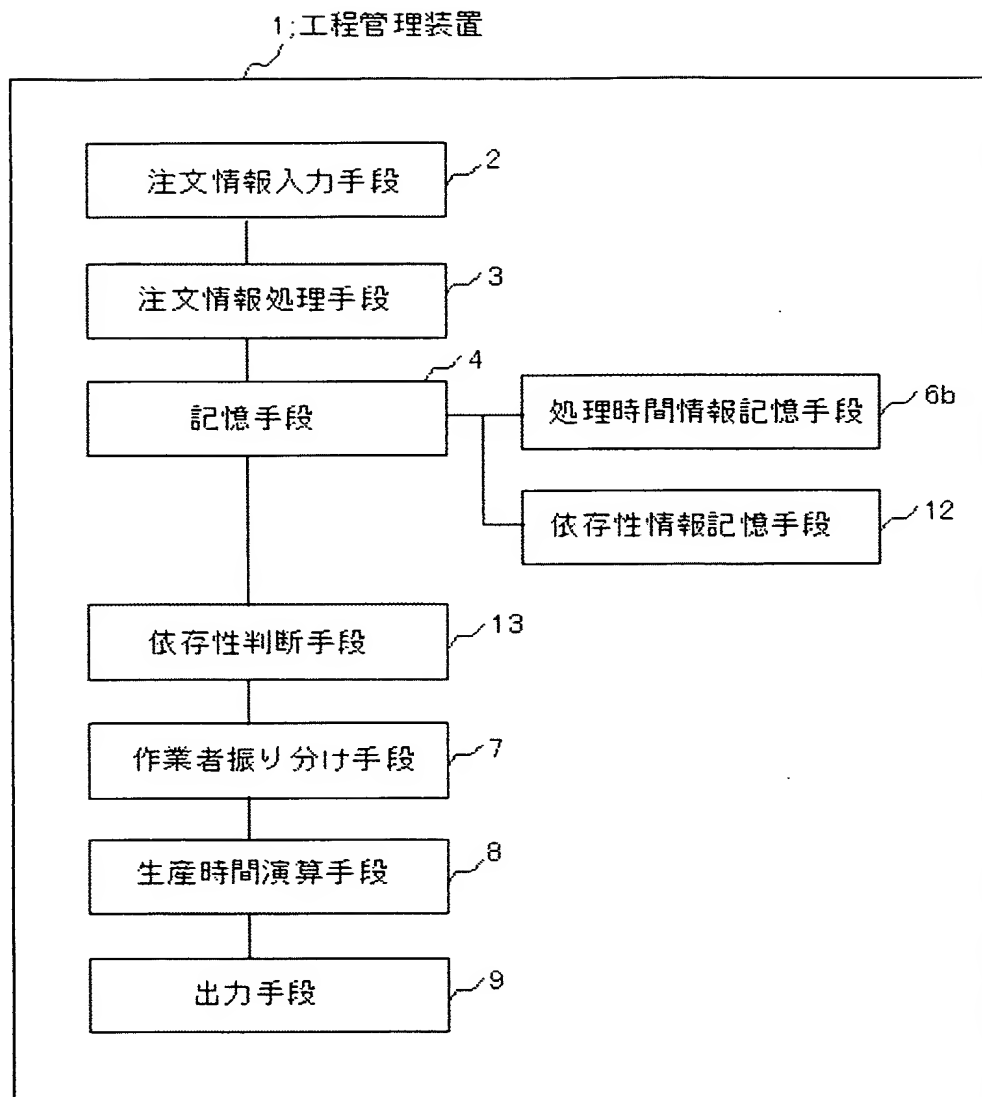 1;工程管理装置
注文情報入力手段 2
注文情報処理手段 3
記憶手段 4
処理時間情報記憶手段 6b
依存性情報記憶手段 12
依存性判断手段 13
作業者振り分け手段 7
生産時間演算手段 8
出力手段 9